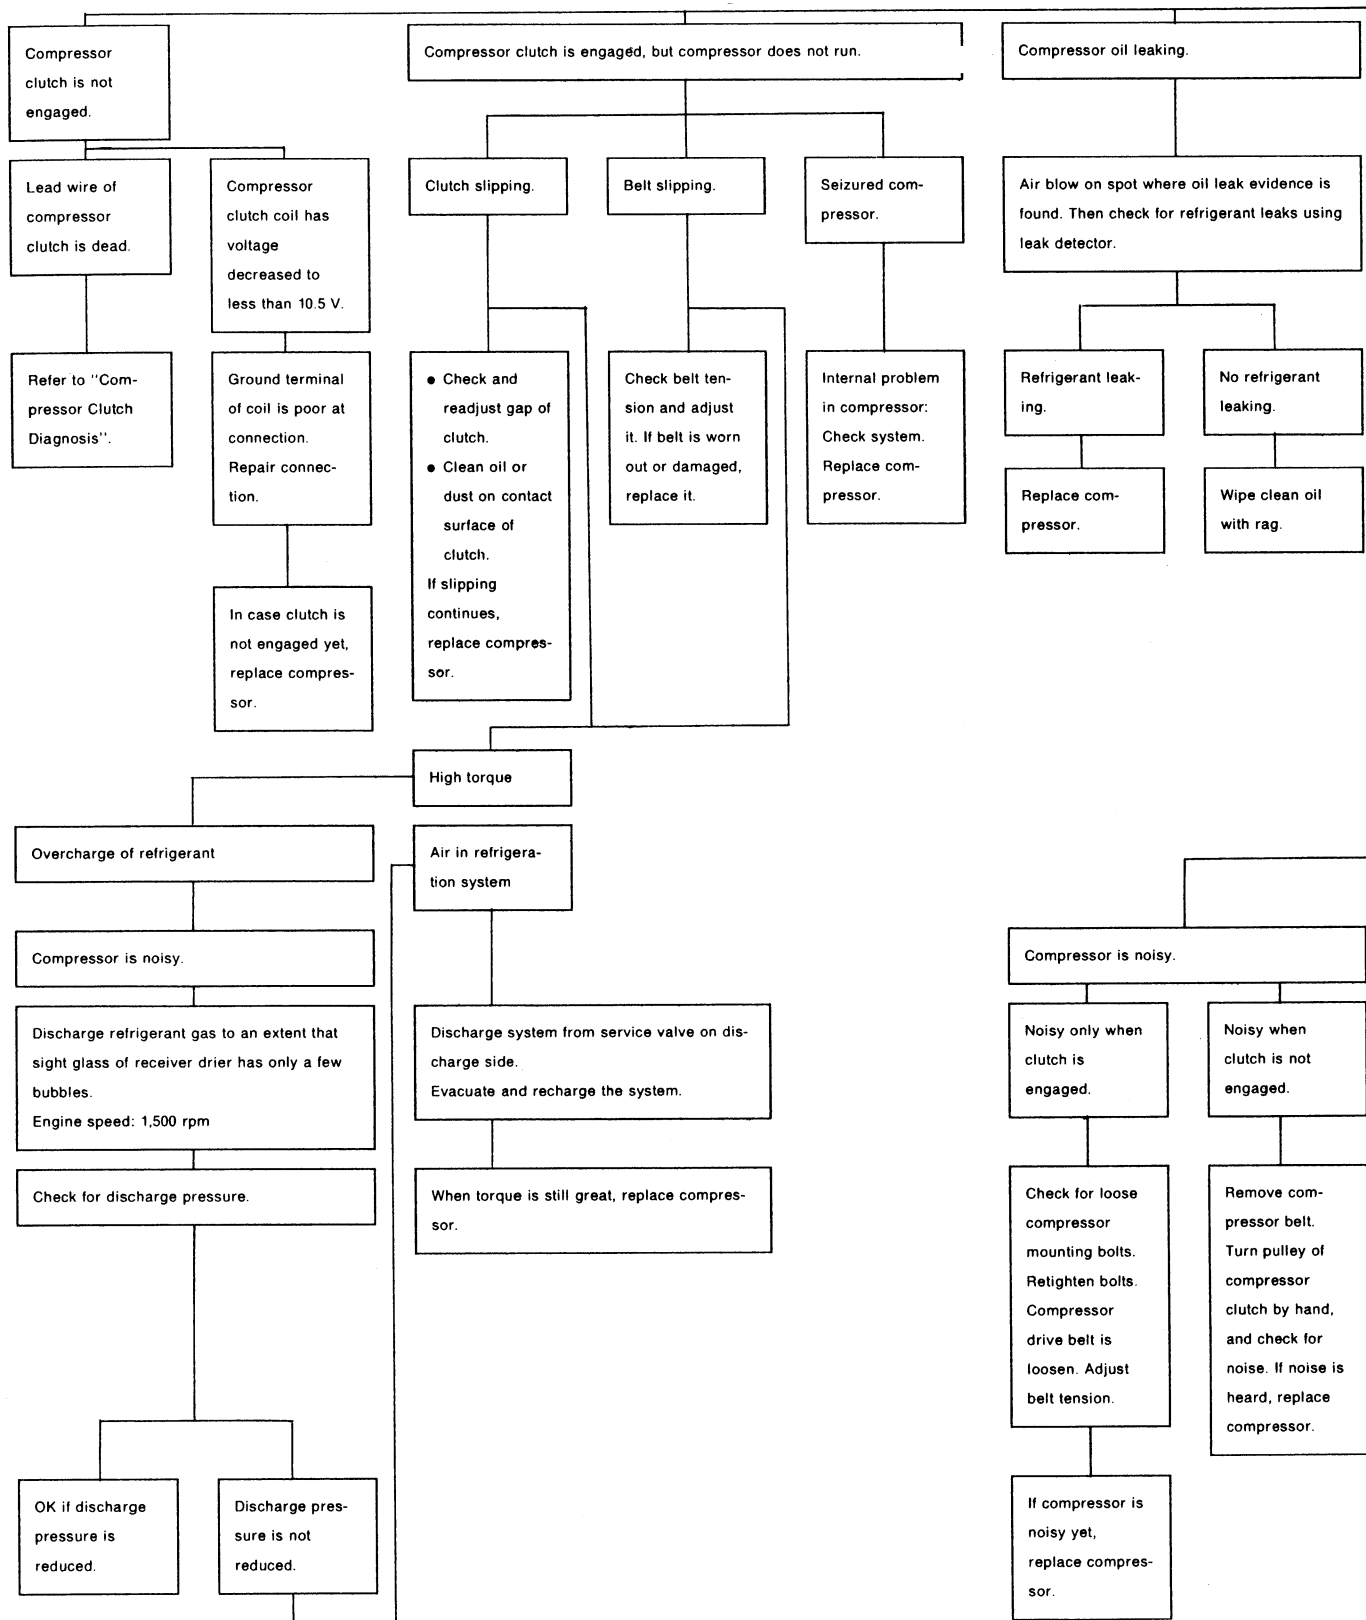 Compressor
clutch is not
engaged.
Compressor clutch is engaged, but compressor does not run.
Compressor oil leaking.
Lead wire of
compressor
clutch is dead.
Compressor
clutch coil has
voltage
decreased to
less than 10.5 V.
Clutch slipping.
Belt slipping.
Seizured com-
pressor.
Air blow on spot where oil leak evidence is
found. Then check for refrigerant leaks using
leak detector.
Refer to "Com-
pressor Clutch
Diagnosis".
Ground terminal
of coil is poor at
connection.
Repair connec-
tion.
● Check and
readjust gap of
clutch.
● Clean oil or
dust on contact
surface of
clutch.
If slipping
continues,
replace compres-
sor.
Check belt ten-
sion and adjust
it. If belt is worn
out or damaged,
replace it.
Internal problem
in compressor:
Check system.
Replace com-
pressor.
Refrigerant leak-
ing.
No refrigerant
leaking.
Replace com-
pressor.
Wipe clean oil
with rag.
In case clutch is
not engaged yet,
replace compres-
sor.
High torque
Overcharge of refrigerant
Air in refrigera-
tion system
Compressor is noisy.
Compressor is noisy.
Discharge refrigerant gas to an extent that
sight glass of receiver drier has only a few
bubbles.
Engine speed: 1,500 rpm
Discharge system from service valve on dis-
charge side.
Evacuate and recharge the system.
Noisy only when
clutch is
engaged.
Noisy when
clutch is not
engaged.
Check for discharge pressure.
When torque is still great, replace compres-
sor.
Check for loose
compressor
mounting bolts.
Retighten bolts.
Compressor
drive belt is
loosen. Adjust
belt tension.
Remove com-
pressor belt.
Turn pulley of
compressor
clutch by hand,
and check for
noise. If noise is
heard, replace
compressor.
OK if discharge
pressure is
reduced.
Discharge pres-
sure is not
reduced.
If compressor is
noisy yet,
replace compres-
sor.